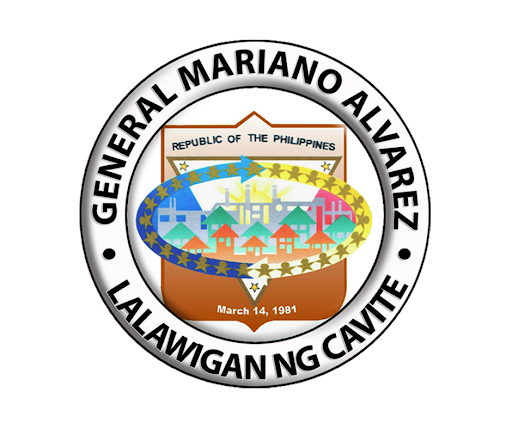 GENERAL MARIANO ALVAREZ
REPUBLIC OF THE PHILIPPINES
March 14, 1981
LALAWIGAN NG CAVITE